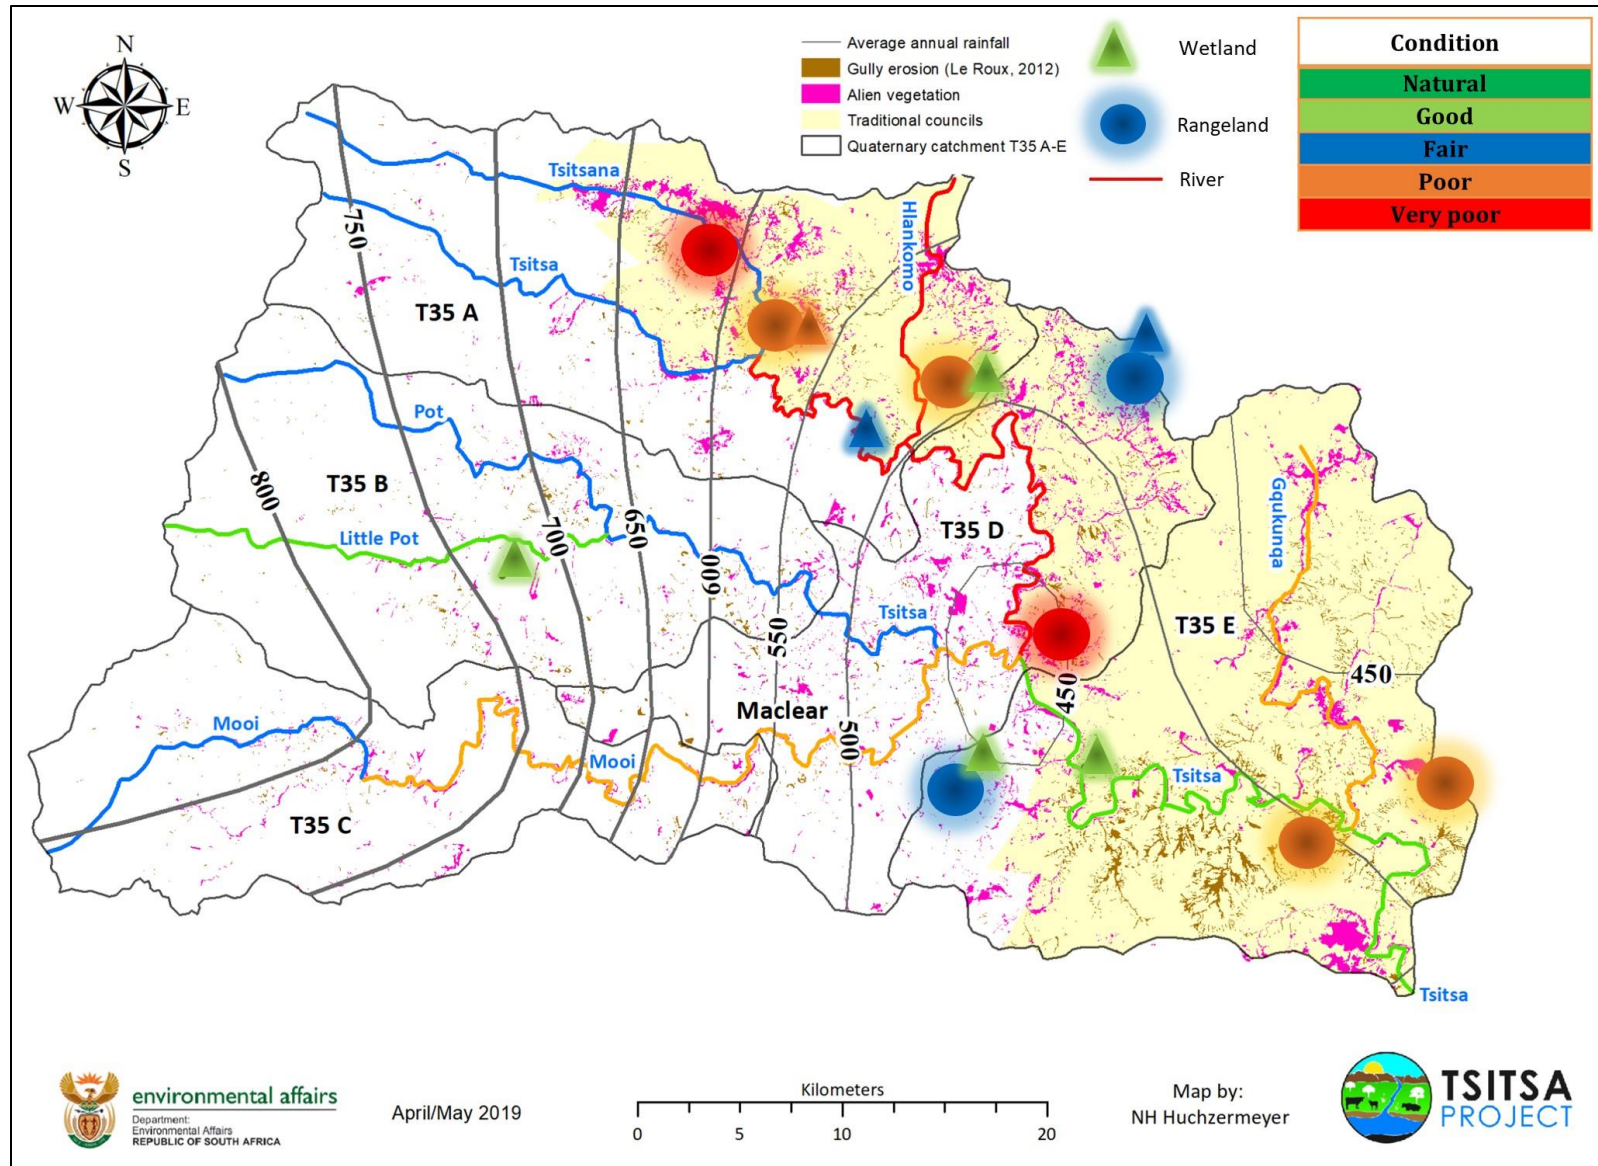 N
W
E
S
Average annual rainfall
Gully erosion (Le Roux, 2012)
Alien vegetation
Traditional councils
Quaternary catchment T35 A-E
Wetland
Rangeland
River
Condition
Natural
Good
Fair
Poor
Very poor
Tsitsana
Hlankomo
750
Tsitsa
T35 A
Pot
800
T35 B
Little Pot
700
650
600
550
T35 D
Gqukunqa
Tsitsa
T35 E
450
450
Mooi
Maclear
500
Mooi
Tsitsa
T35 C
Tsitsa
environmental affairs
Department:
Environmental Affairs
REPUBLIC OF SOUTH AFRICA
April/May 2019
Kilometers
0
5
10
20
Map by:
NH Huchzermeyer
TSITSA
PROJECT